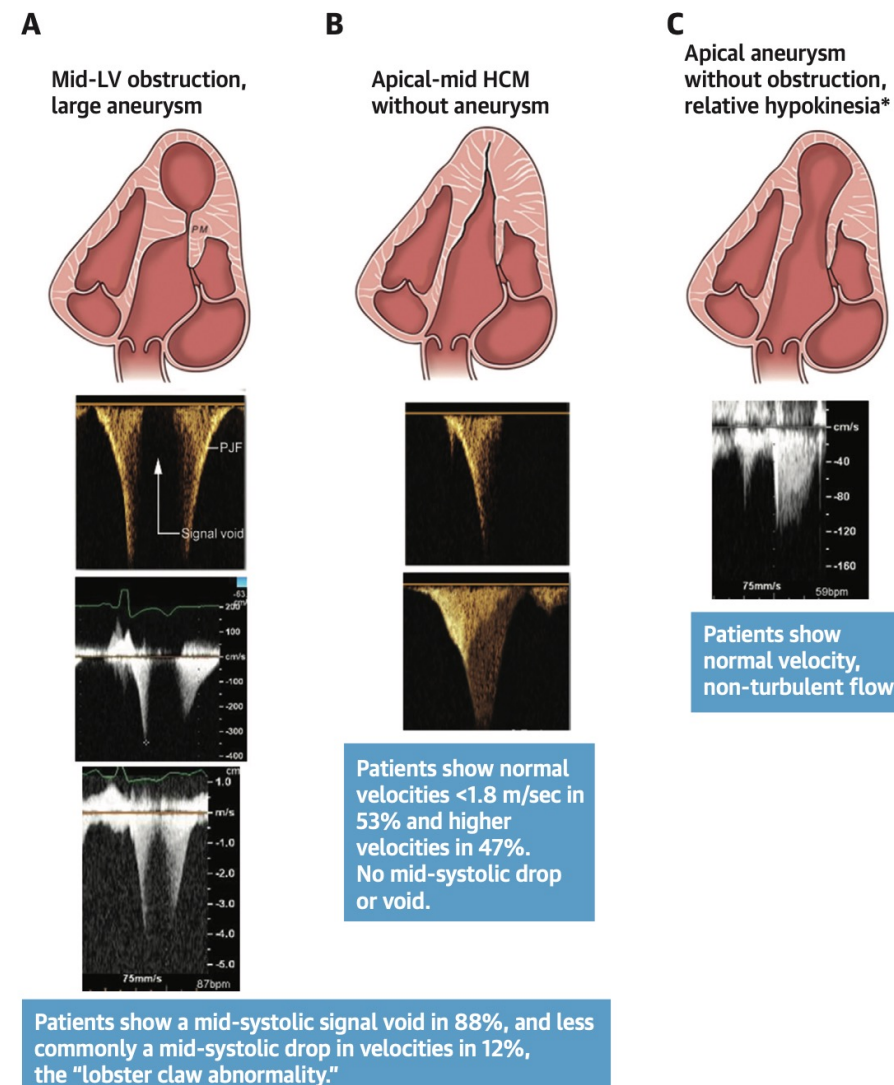 A
Mid-LV obstruction,
large aneurysm
PM
PJF
Signal void
-63
200
100
cm/s
-100
-200
-300
-400
cm
1.0
m/s
-1.0
-2.0
-3.0
-4.0
-5.0
75mm/s
87bpm
Patients show a mid-systolic signal void in 88%, and less
commonly a mid-systolic drop in velocities in 12%,
the “lobster claw abnormality.”
B
Apical-mid HCM
without aneurysm
Patients show normal
velocities <1.8 m/sec in
53% and higher
velocities in 47%.
No mid-systolic drop
or void.
C
Apical aneurysm
without obstruction,
relative hypokinesia*
cm/s
-40
-80
-120
-160
75mm/s
59bpm
Patients show
normal velocity,
non-turbulent flow